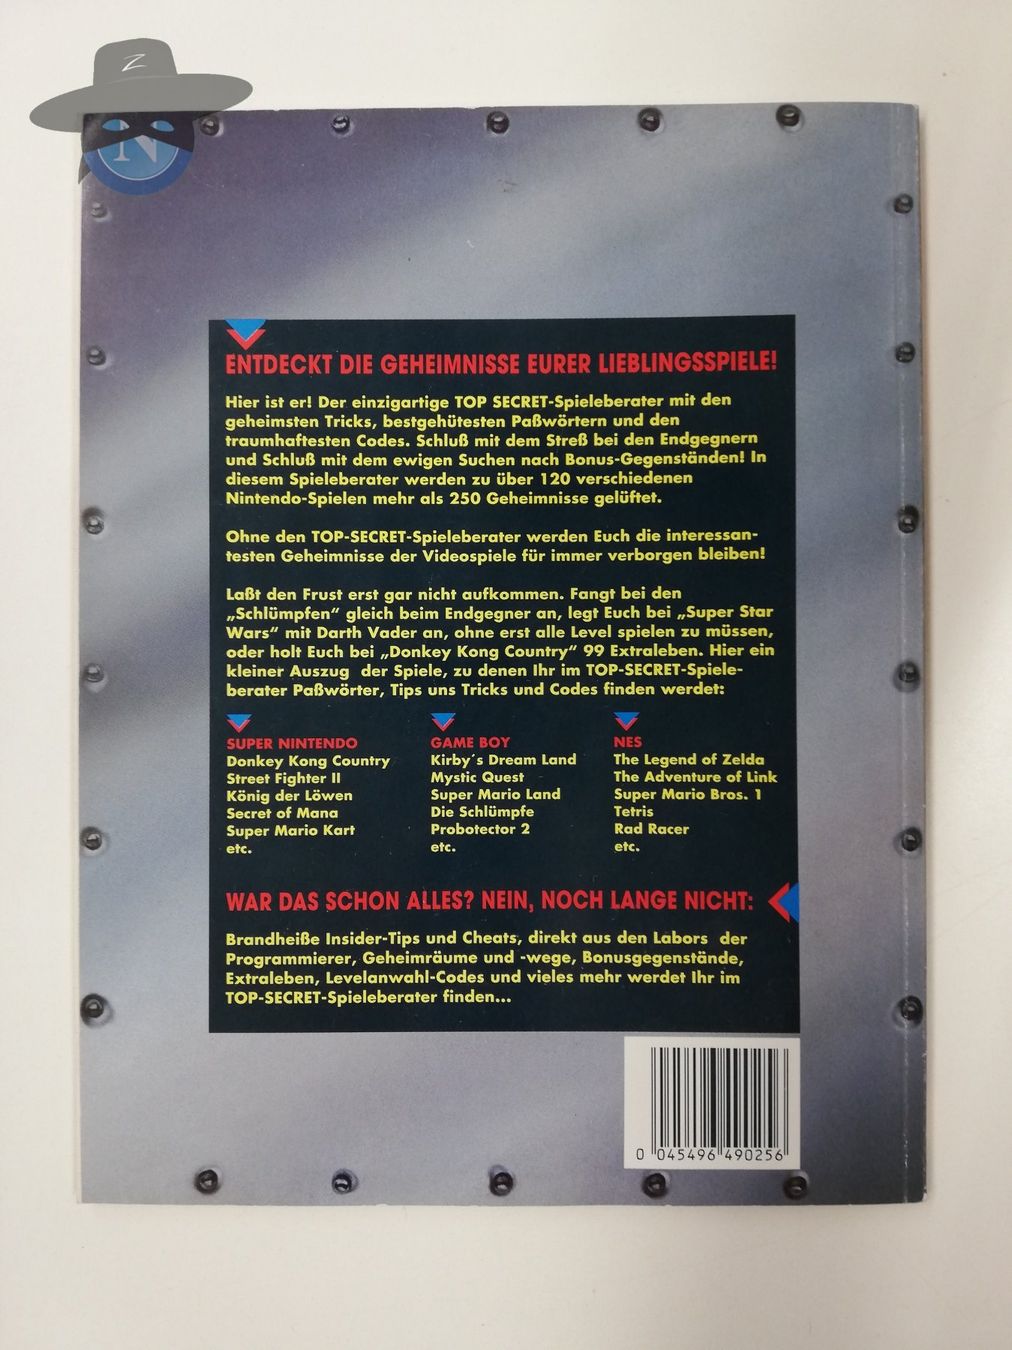 Z
N
ENTDECKT DIE GEHEIMNISSE EURER LIEBLINGSSPIELE!
Hier ist er! Der einzigartige TOP SECRET-Spieleberater mit den
geheimsten Tricks, bestgehütesten Paßwörtern und den
traumhaftesten Codes. Schluß mit dem Streß bei den Endgegnern
und Schluß mit dem ewigen Suchen nach Bonus-Gegenständen! In
diesem Spieleberater werden zu über 120 verschiedenen
Nintendo-Spielen mehr als 250 Geheimnisse gelüftet.
Ohne den TOP-SECRET-Spieleberater werden Euch die interessan-
testen Geheimnisse der Videospiele für immer verborgen bleiben!
Laßt den Frust erst gar nicht aufkommen. Fangt bei den
„Schlümpfen“ gleich beim Endgegner an, legt Euch bei „Super Star
Wars“ mit Darth Vader an, ohne erst alle Level spielen zu müssen,
oder holt Euch bei „Donkey Kong Country“ 99 Extraleben. Hier ein
kleiner Auszug der Spiele, zu denen Ihr im TOP-SECRET-Spiele-
berater Paßwörter, Tips uns Tricks und Codes finden werdet:
SUPER NINTENDO
Donkey Kong Country
Street Fighter II
König der Löwen
Secret of Mana
Super Mario Kart
etc.
GAME BOY
Kirby´s Dream Land
Mystic Quest
Super Mario Land
Die Schlümpfe
Probotector 2
etc.
NES
The Legend of Zelda
The Adventure of Link
Super Mario Bros. 1
Tetris
Rad Racer
etc.
WAR DAS SCHON ALLES? NEIN, NOCH LANGE NICHT:
Brandheiße Insider-Tips und Cheats, direkt aus den Labors der
Programmierer, Geheimräume und -wege, Bonusgegenstände,
Extraleben, Levelanwahl-Codes und vieles mehr werdet Ihr im
TOP-SECRET-Spieleberater finden...
0 045496 490256